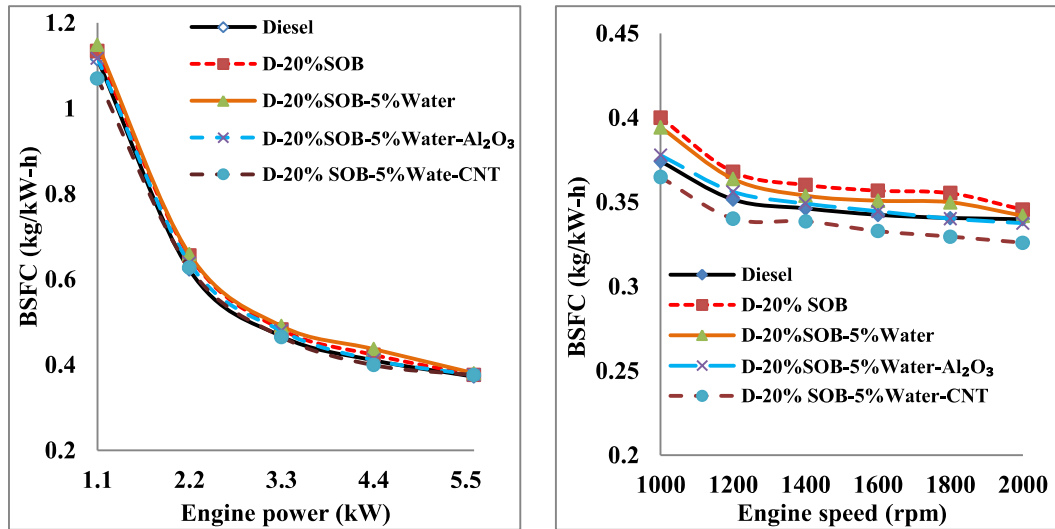 1.2
1
0.8
0.6
0.4
0.2
BSFC (kg/kW-h)
Diesel
D-20%SOB
D-20%SOB-5%Water
D-20%SOB-5%Water-Al₂O₃
D-20% SOB-5%Wate-CNT
1.1 2.2 3.3 4.4 5.5
Engine power (kW)
0.45
0.4
0.35
0.3
0.25
0.2
BSFC (kg/kW-h)
Diesel
D-20% SOB
D-20%SOB-5%Water
D-20%SOB-5%Water-Al₂O₃
D-20% SOB-5%Water-CNT
1000 1200 1400 1600 1800 2000
Engine speed (rpm)